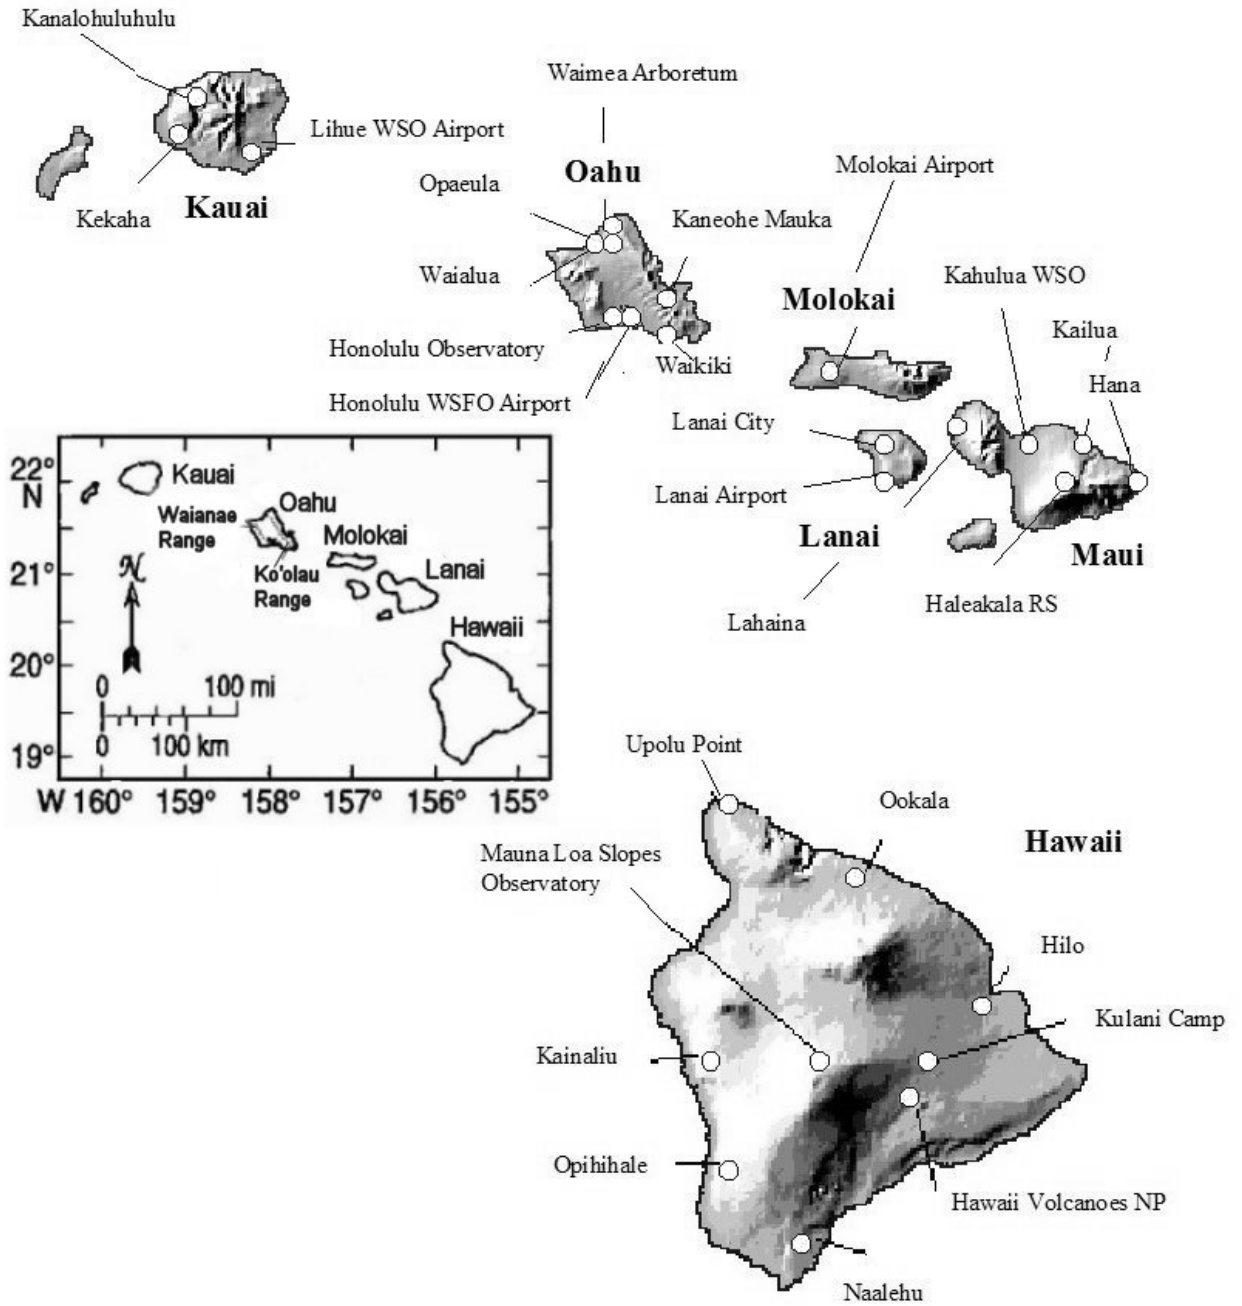 Kanalohuluhulu
Waimea Arboretum
Lihue WSO Airport
Oahu
Molokai Airport
Opaeula
Kekaha
Kauai
Kaneohe Mauka
Waialua
Molokai
Kahulua WSO
Kailua
Honolulu Observatory
Waikiki
Hana
Honolulu WSFO Airport
Lanai City
Lanai Airport
Lanai
Maui
Haleakala RS
Lahaina
22°
N
21°
20°
19°
Kauai
Oahu
Waianae
Range
Molokai
Ko'olau
Range
Lanai
Hawaii
N
0 100 mi
0 100 km
W 160° 159° 158° 157° 156° 155°
Upolu Point
Ookala
Hawaii
Mauna Loa Slopes
Observatory
Hilo
Kulani Camp
Kainaliu
Opihihale
Hawaii Volcanoes NP
Naalehu